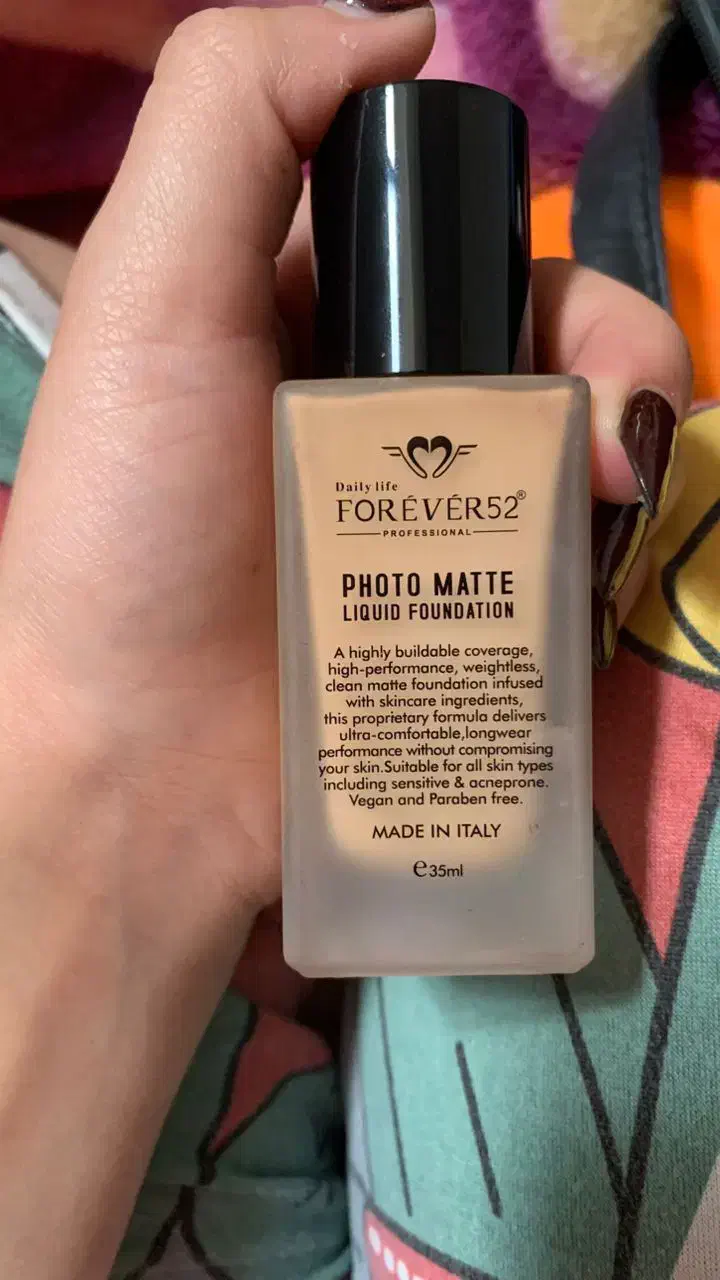 Daily life
FORÉVÉR52®
PROFESSIONAL
PHOTO MATTE
LIQUID FOUNDATION
A highly buildable coverage,
high-performance, weightless,
clean matte foundation infused
with skincare ingredients,
this proprietary formula delivers
ultra-comfortable,longwear
performance without compromising
your skin.Suitable for all skin types
including sensitive & acneprone.
Vegan and Paraben free.
MADE IN ITALY
℮35ml